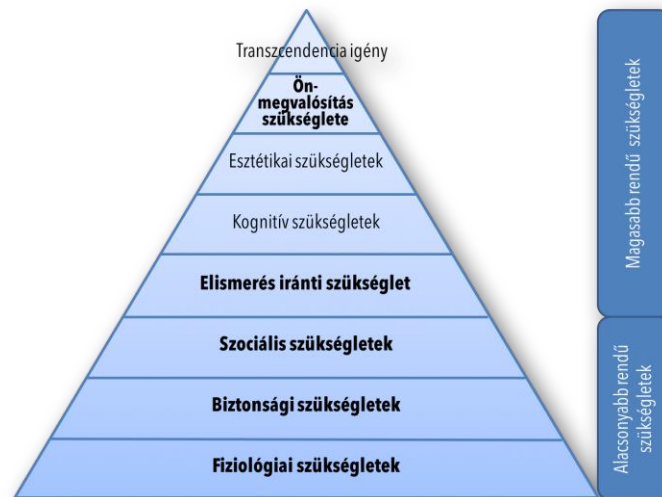 Transzcendencia igény
Ön-
megvalósítás
szükséglete
Esztétikai szükségletek
Kognitív szükségletek
Elismerés iránti szükséglet
Szociális szükségletek
Biztonsági szükségletek
Fiziológiai szükségletek
Magasabb rendű szükségletek
Alacsonyabb rendű
szükségletek